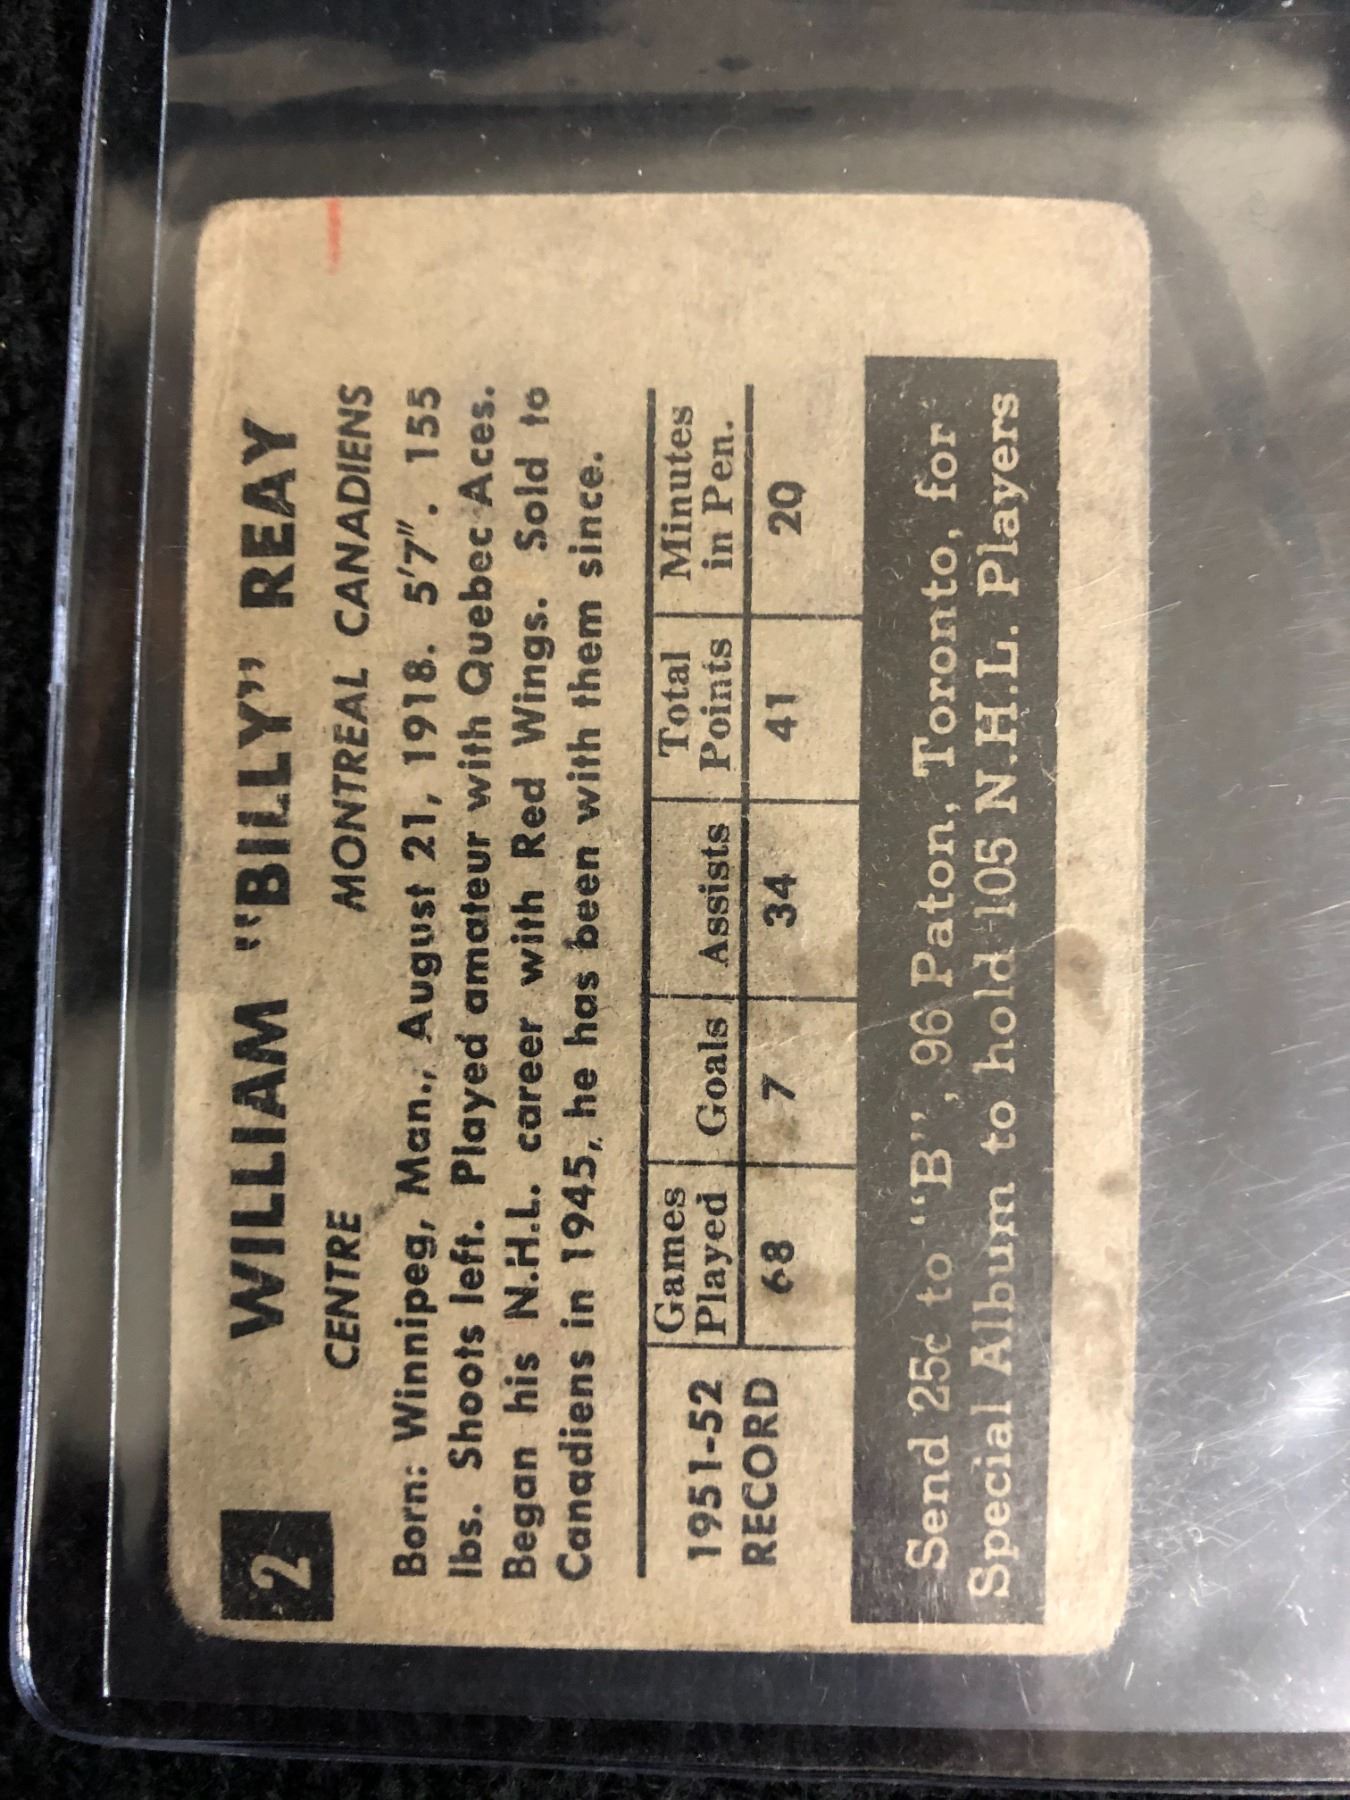 2
WILLIAM "BILLY" REAY
CENTRE MONTREAL CANADIENS
Born: Winnipeg, Man., August 21, 1918. 5'7". 155
lbs. Shoots left. Played amateur with Quebec Aces.
Began his N.H.L. career with Red Wings. Sold to
Canadiens in 1945, he has been with them since.
1951-52 RECORD
Games Played Goals Assists Total Points Minutes in Pen.
68 7 34 41 20
Send 25¢ to "B", 96 Paton, Toronto, for
Special Album to hold 105 N.H.L. Players